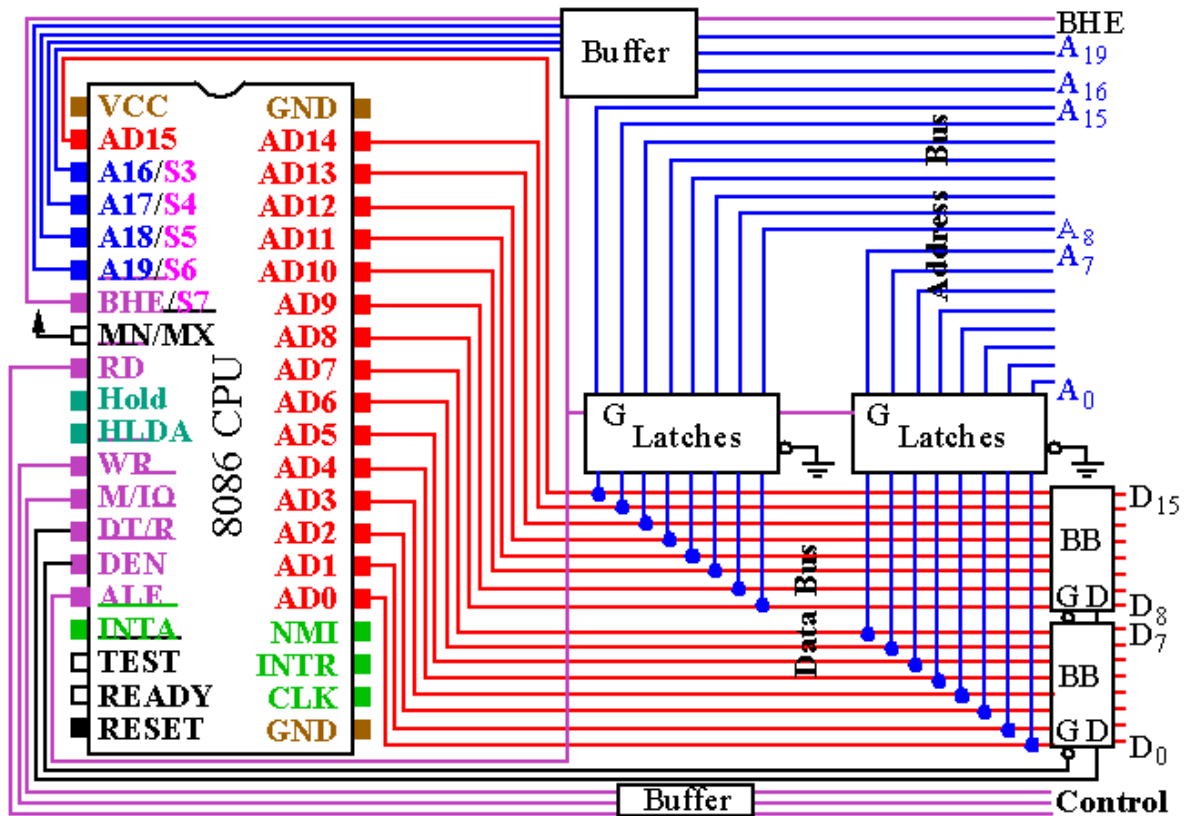 BHE
Buffer
A19
A16
A15
VCC GND
AD15 AD14
A16/S3 AD13
A17/S4 AD12
A18/S5 AD11
A19/S6 AD10
BHE/S7 AD9
MN/MX AD8
RD AD7
Hold AD6
HLDA AD5
WR AD4
M/IO AD3
DT/R AD2
DEN AD1
ALE AD0
INTA NMI
TEST INTR
READY CLK
RESET GND
8086 CPU
Address Bus
A8
A7
A0
G
Latches
G
Latches
Data Bus
D15
BB
G D
D8
D7
BB
G D
D0
Buffer
Control